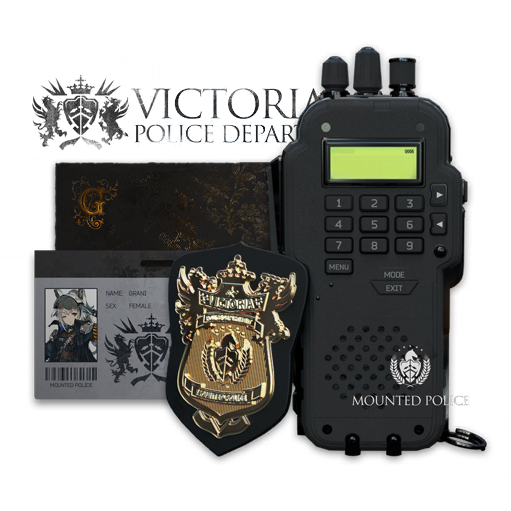 VICTORIA
POLICE DEPAR
G
NAME: GRANI
SEX: FEMALE
MOUNTED POLICE
VICTORIA
1 2 3
4 5 6
7 8 9
MENU
MODE
EXIT
MOUNTED POLICE